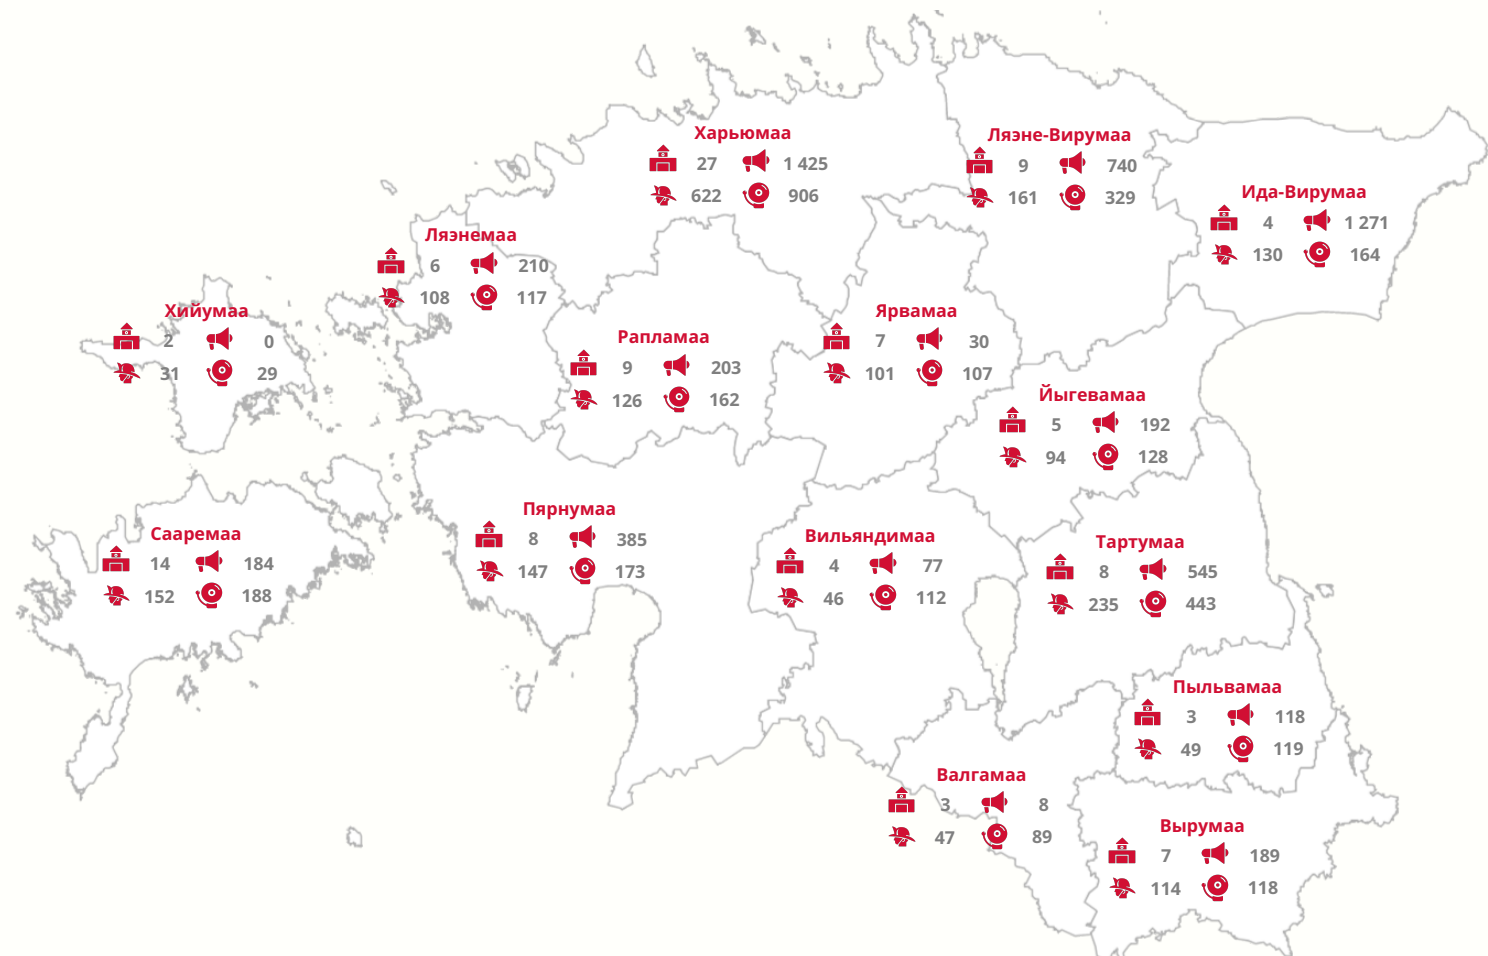 Харьюмаа
27 1 425
622 906
Ляэне-Вирумаа
9 740
161 329
Ида-Вирумаа
4 1 271
130 164
Ляэнемаа
6 210
108 117
Хийумаа
2 0
31 29
Рапламаа
9 203
126 162
Ярвамаа
7 30
101 107
Йыгевамаа
5 192
94 128
Сааремаа
14 184
152 188
Пярнумаа
8 385
147 173
Вильяндимаа
4 77
46 112
Тартумаа
8 545
235 443
Пыльвамаа
3 118
49 119
Валгамаа
3 8
47 89
Вырумаа
7 189
114 118